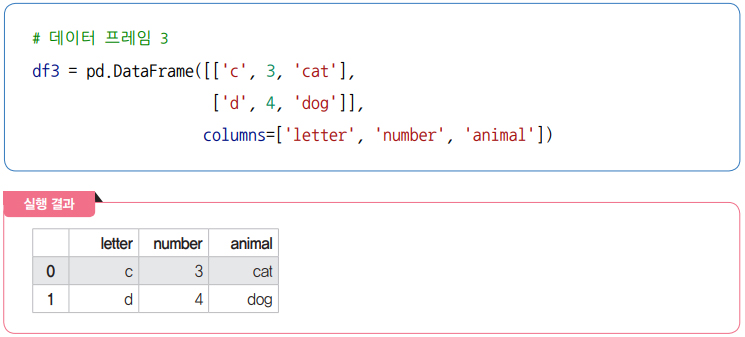 # 데이터 프레임 3
df3 = pd.DataFrame([['c', 3, 'cat'],
['d', 4, 'dog']],
columns=['letter', 'number', 'animal'])
실행 결과
letter number animal
0 c 3 cat
1 d 4 dog